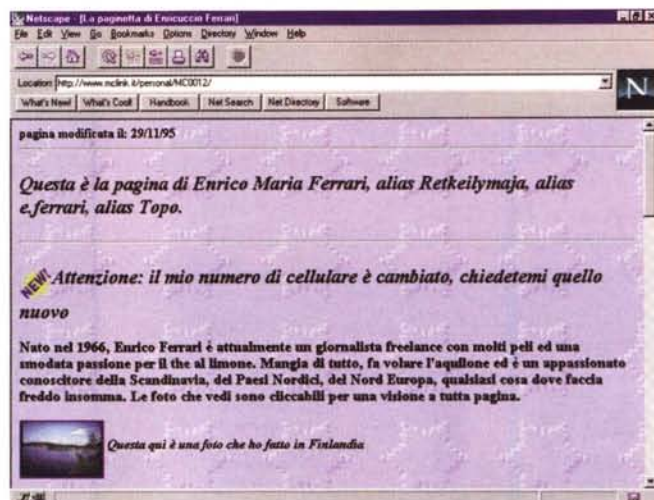 Netscape - [La paginetta di Enricuccio Ferrari]
File Edit View Go Bookmarks Options Directory Window Help
Location: http://www.mclink.it/personal/MC0012/
N
What's New! What's Cool! Handbook Net Search Net Directory Software
pagina modificata il: 29/11/95
Questa è la pagina di Enrico Maria Ferrari, alias Retkeilymaja, alias
e.ferrari, alias Topo.
NEW! Attenzione: il mio numero di cellulare è cambiato, chiedetemi quello
nuovo
Nato nel 1966, Enrico Ferrari è attualmente un giornalista freelance con molti peli ed una
smodata passione per il the al limone. Mangia di tutto, fa volare l'aquilone ed è un appassionato
conoscitore della Scandinavia, dei Paesi Nordici, del Nord Europa, qualsiasi cosa dove faccia
freddo insomma. Le foto che vedi sono cliccabili per una visione a tutta pagina.
Questa qui è una foto che ho fatto in Finlandia